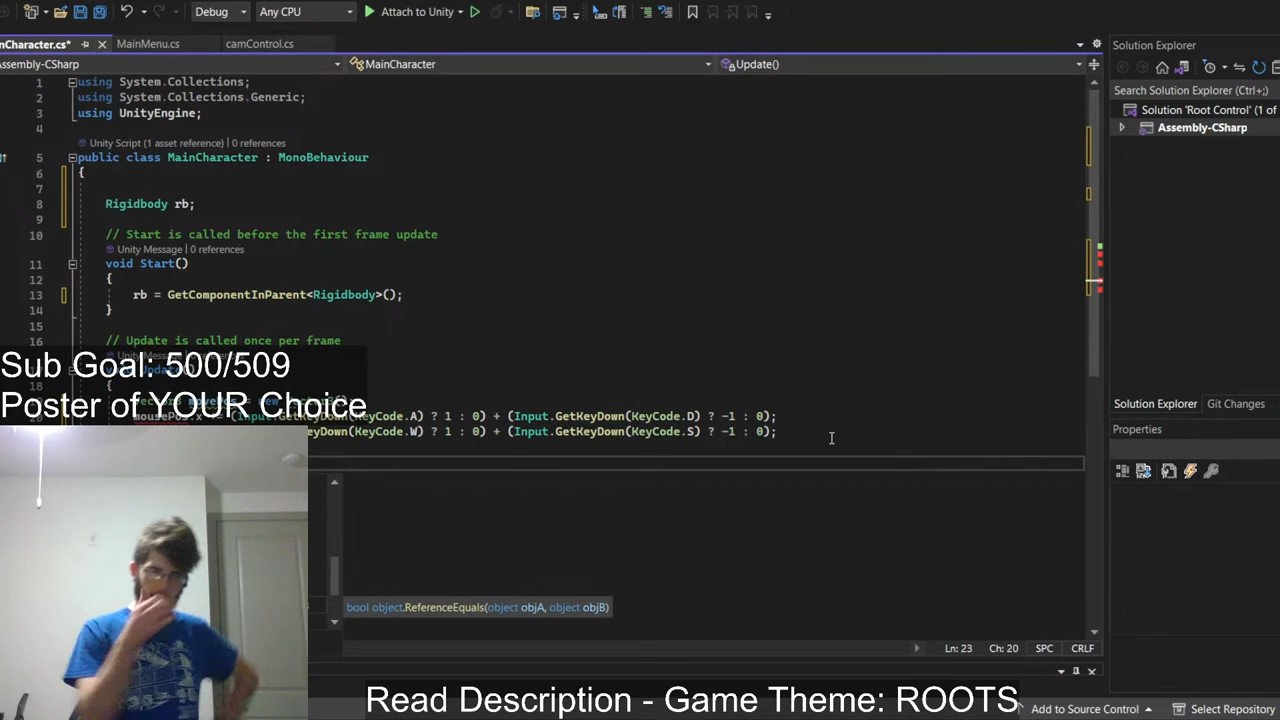 Debug
Any CPU
Attach to Unity
nCharacter.cs*
MainMenu.cs
camControl.cs
Assembly-CSharp
MainCharacter
Update()
Solution Explorer
Search Solution Explorer (Ctrl+;)
Solution 'Root Control' (1 of
Assembly-CSharp
1 using System.Collections;
2 using System.Collections.Generic;
3 using UnityEngine;
4
Unity Script (1 asset reference) | 0 references
5 public class MainCharacter : MonoBehaviour
6 {
7
8 Rigidbody rb;
9
10 // Start is called before the first frame update
Unity Message | 0 references
11 void Start()
12 {
13 rb = GetComponentInParent<Rigidbody>();
14 }
15
16 // Update is called once per frame
Sub Goal: 500/509
18 {
Poster of YOUR Choice
(KeyCode.A) ? 1 : 0) + (Input.GetKeyDown(KeyCode.D) ? -1 : 0);
eyDown(KeyCode.W) ? 1 : 0) + (Input.GetKeyDown(KeyCode.S) ? -1 : 0);
Solution Explorer
Git Changes
Properties
bool object.ReferenceEquals(object objA, object objB)
Ln: 23
Ch: 20
SPC
CRLF
Read Description - Game Theme: ROOTS
Add to Source Control
Select Repository